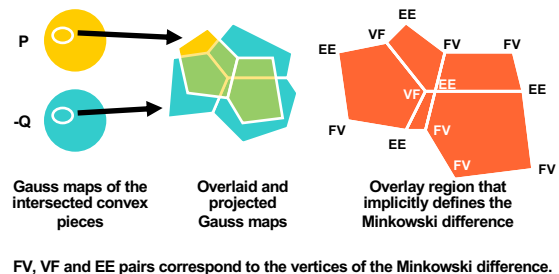 P
-Q
EE
EE
VF
FV
FV
VF
EE
EE
FV
EE
FV
FV
FV
Gauss maps of the
intersected convex
pieces
Overlaid and
projected
Gauss maps
Overlay region that
implicitly defines the
Minkowski difference
FV, VF and EE pairs correspond to the vertices of the Minkowski difference.